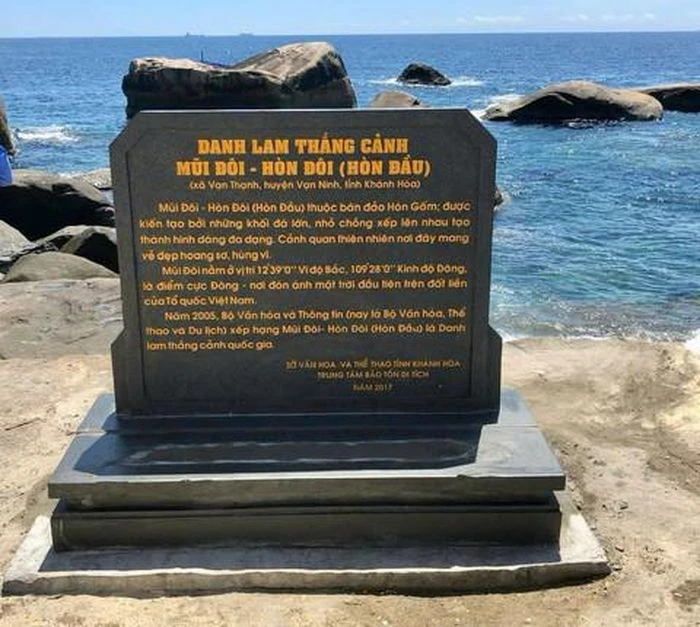 DANH LAM THẮNG CẢNH
MŨI ĐÔI - HÒN ĐÔI (HÒN ĐẦU)
(xã Vạn Thạnh, huyện Vạn Ninh, tỉnh Khánh Hòa)
Mũi Đôi - Hòn Đôi (Hòn Đầu) thuộc bán đảo Hòn Gốm; được
kiến tạo bởi những khối đá lớn, nhỏ chồng xếp lên nhau tạo
thành hình dáng đa dạng. Cảnh quan thiên nhiên nơi đây mang
vẻ đẹp hoang sơ, hùng vĩ.
Mũi Đôi nằm ở vị trí 12°39'0'' Vĩ độ Bắc, 109°28'0'' Kinh độ Đông,
là điểm cực Đông - nơi đón ánh mặt trời đầu tiên trên đất liền
của Tổ quốc Việt Nam.
Năm 2005, Bộ Văn hóa và Thông tin (nay là Bộ Văn hóa, Thể
thao và Du lịch) xếp hạng Mũi Đôi- Hòn Đôi (Hòn Đầu) là Danh
lam thắng cảnh quốc gia.
SỞ VĂN HÓA VÀ THỂ THAO TỈNH KHÁNH HÒA
TRUNG TÂM BẢO TỒN DI TÍCH
NĂM 2017